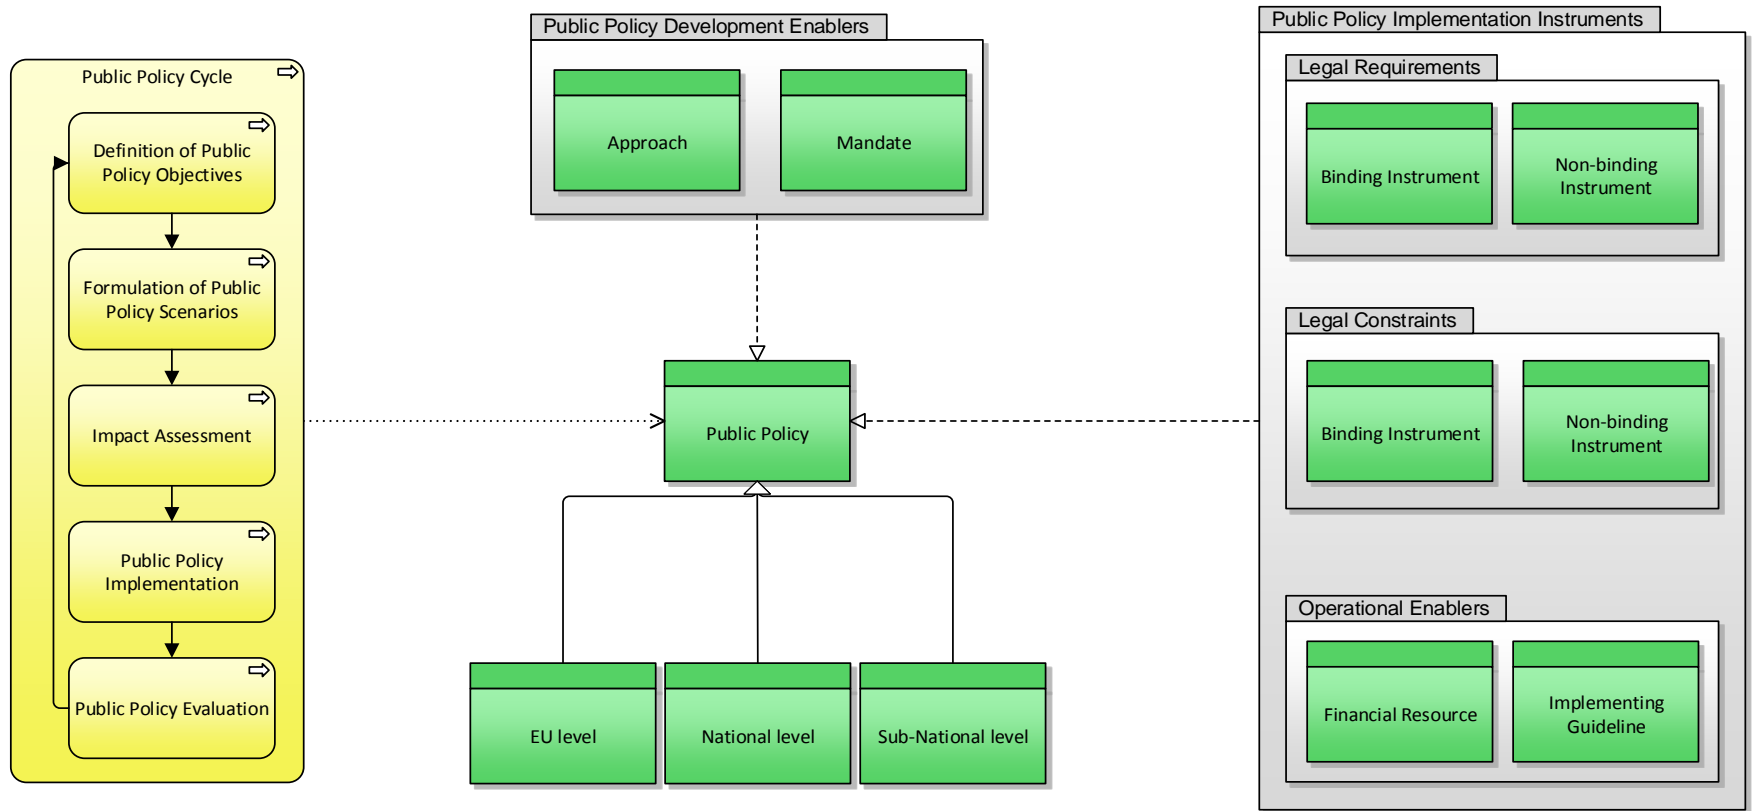 Public Policy Cycle
Definition of Public
Policy Objectives
Formulation of Public
Policy Scenarios
Impact Assessment
Public Policy
Implementation
Public Policy Evaluation
Public Policy Development Enablers
Approach
Mandate
Public Policy
EU level
National level
Sub-National level
Public Policy Implementation Instruments
Legal Requirements
Binding Instrument
Non-binding
Instrument
Legal Constraints
Binding Instrument
Non-binding
Instrument
Operational Enablers
Financial Resource
Implementing
Guideline